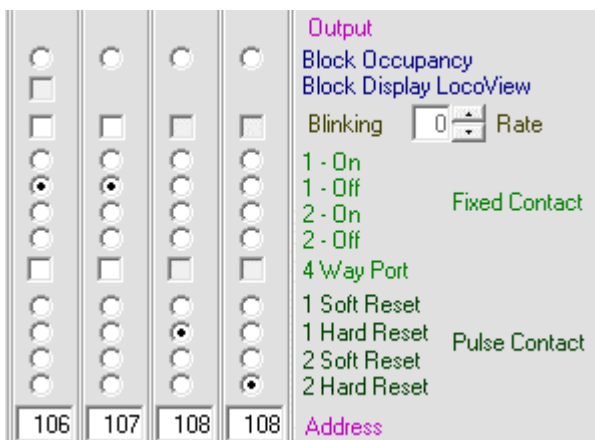 Output
Block Occupancy
Block Display LocoView
Blinking 0 Rate
1 - On
1 - Off
Fixed Contact
2 - On
2 - Off
4 Way Port
1 Soft Reset
1 Hard Reset
Pulse Contact
2 Soft Reset
2 Hard Reset
106 107 108 108 Address